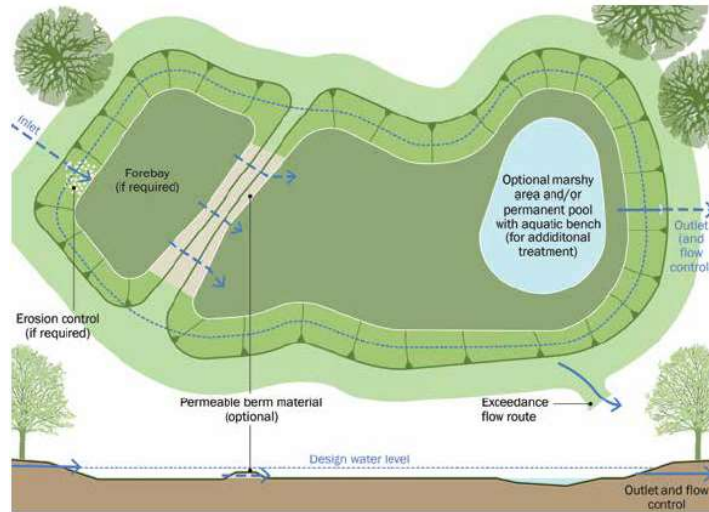 Inlet
Forebay
(if required)
Optional marshy
area and/or
permanent pool
with aquatic bench
(for addiditonal
treatment)
Outlet
(and
flow
control)
Erosion control
(if required)
Permeable berm material
(optional)
Exceedance
flow route
Design water level
Outlet and flow
control